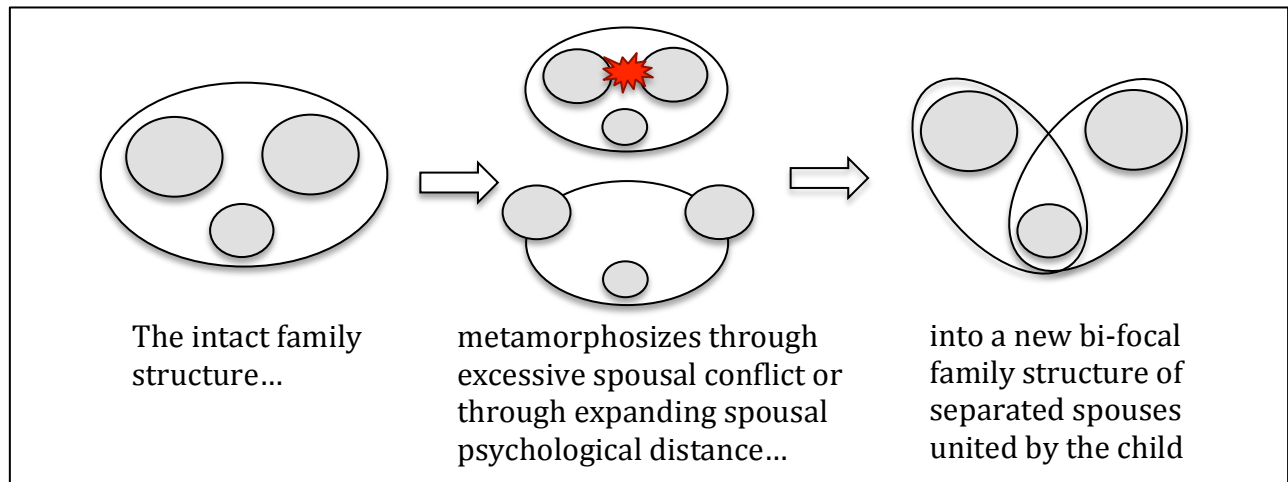 The intact family
structure…
metamorphosizes through
excessive spousal conflict or
through expanding spousal
psychological distance…
into a new bi-focal
family structure of
separated spouses
united by the child